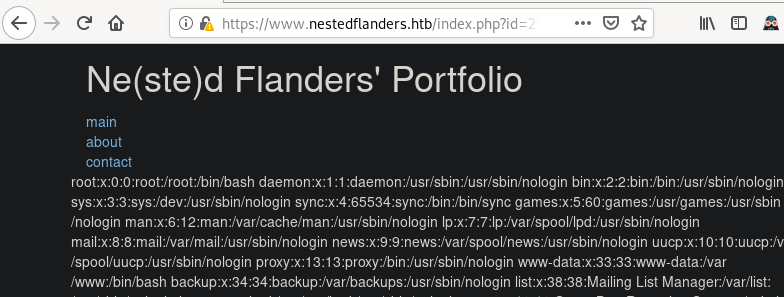 https://www.nestedflanders.htb/index.php?id=2
Ne(ste)d Flanders' Portfolio
main
about
contact
root:x:0:0:root:/root:/bin/bash daemon:x:1:1:daemon:/usr/sbin:/usr/sbin/nologin bin:x:2:2:bin:/bin:/usr/sbin/nologin
sys:x:3:3:sys:/dev:/usr/sbin/nologin sync:x:4:65534:sync:/bin:/bin/sync games:x:5:60:games:/usr/games:/usr/sbin
/nologin man:x:6:12:man:/var/cache/man:/usr/sbin/nologin lp:x:7:7:lp:/var/spool/lpd:/usr/sbin/nologin
mail:x:8:8:mail:/var/mail:/usr/sbin/nologin news:x:9:9:news:/var/spool/news:/usr/sbin/nologin uucp:x:10:10:uucp:/v
/spool/uucp:/usr/sbin/nologin proxy:x:13:13:proxy:/bin:/usr/sbin/nologin www-data:x:33:33:www-data:/var
/www:/bin/bash backup:x:34:34:backup:/var/backups:/usr/sbin/nologin list:x:38:38:Mailing List Manager:/var/list: